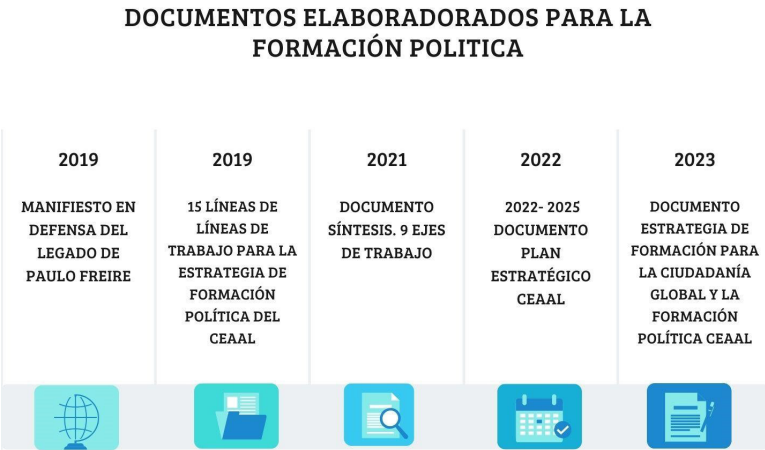 DOCUMENTOS ELABORADORADOS PARA LA
FORMACIÓN POLITICA
2019
MANIFIESTO EN
DEFENSA DEL
LEGADO DE
PAULO FREIRE
2019
15 LÍNEAS DE
LÍNEAS DE
TRABAJO PARA LA
ESTRATEGIA DE
FORMACIÓN
POLÍTICA DEL
CEAAL
2021
DOCUMENTO
SÍNTESIS. 9 EJES
DE TRABAJO
2022
2022- 2025
DOCUMENTO
PLAN
ESTRATÉGICO
CEAAL
2023
DOCUMENTO
ESTRATEGIA DE
FORMACIÓN PARA
LA CIUDADANÍA
GLOBAL Y LA
FORMACIÓN
POLÍTICA CEAAL